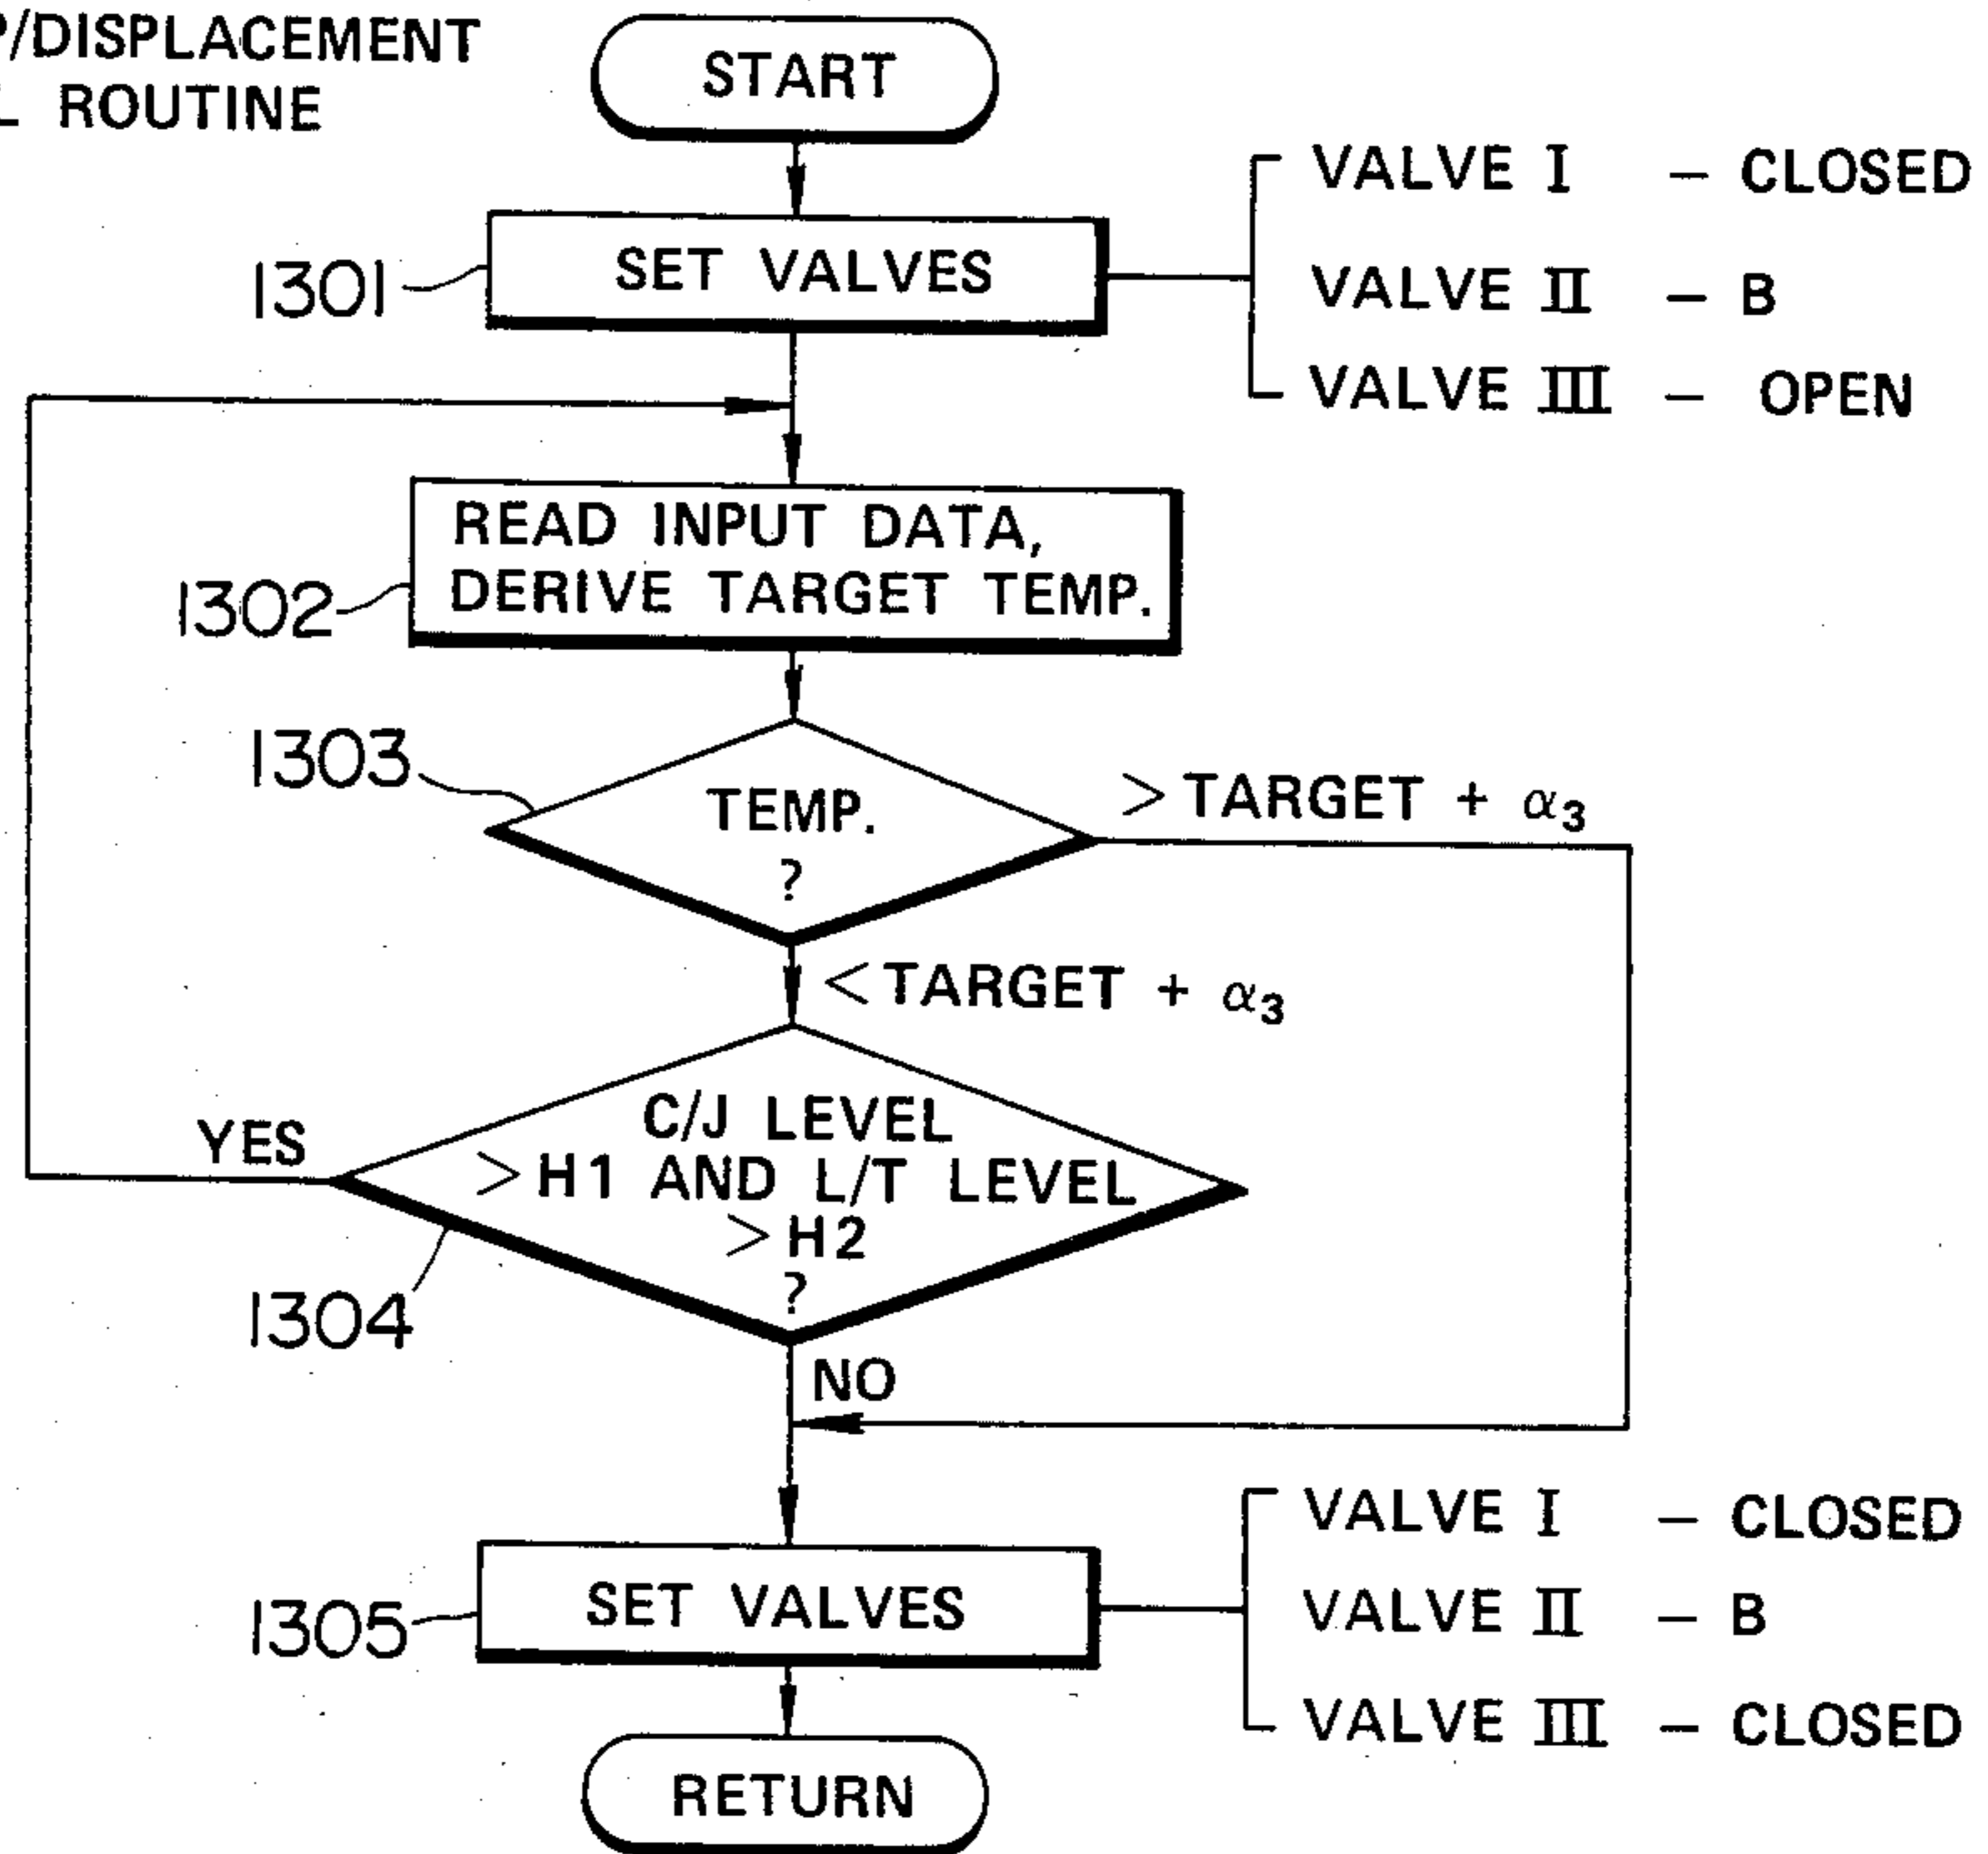 P/DISPLACEMENT
L ROUTINE
START
1301
SET VALVES
VALVE I - CLOSED
VALVE II - B
VALVE III - OPEN
1302
READ INPUT DATA,
DERIVE TARGET TEMP.
1303
TEMP.
?
> TARGET + α3
< TARGET + α3
C/J LEVEL
> H1 AND L/T LEVEL
> H2
?
YES
1304
NO
1305
SET VALVES
VALVE I - CLOSED
VALVE II - B
VALVE III - CLOSED
RETURN